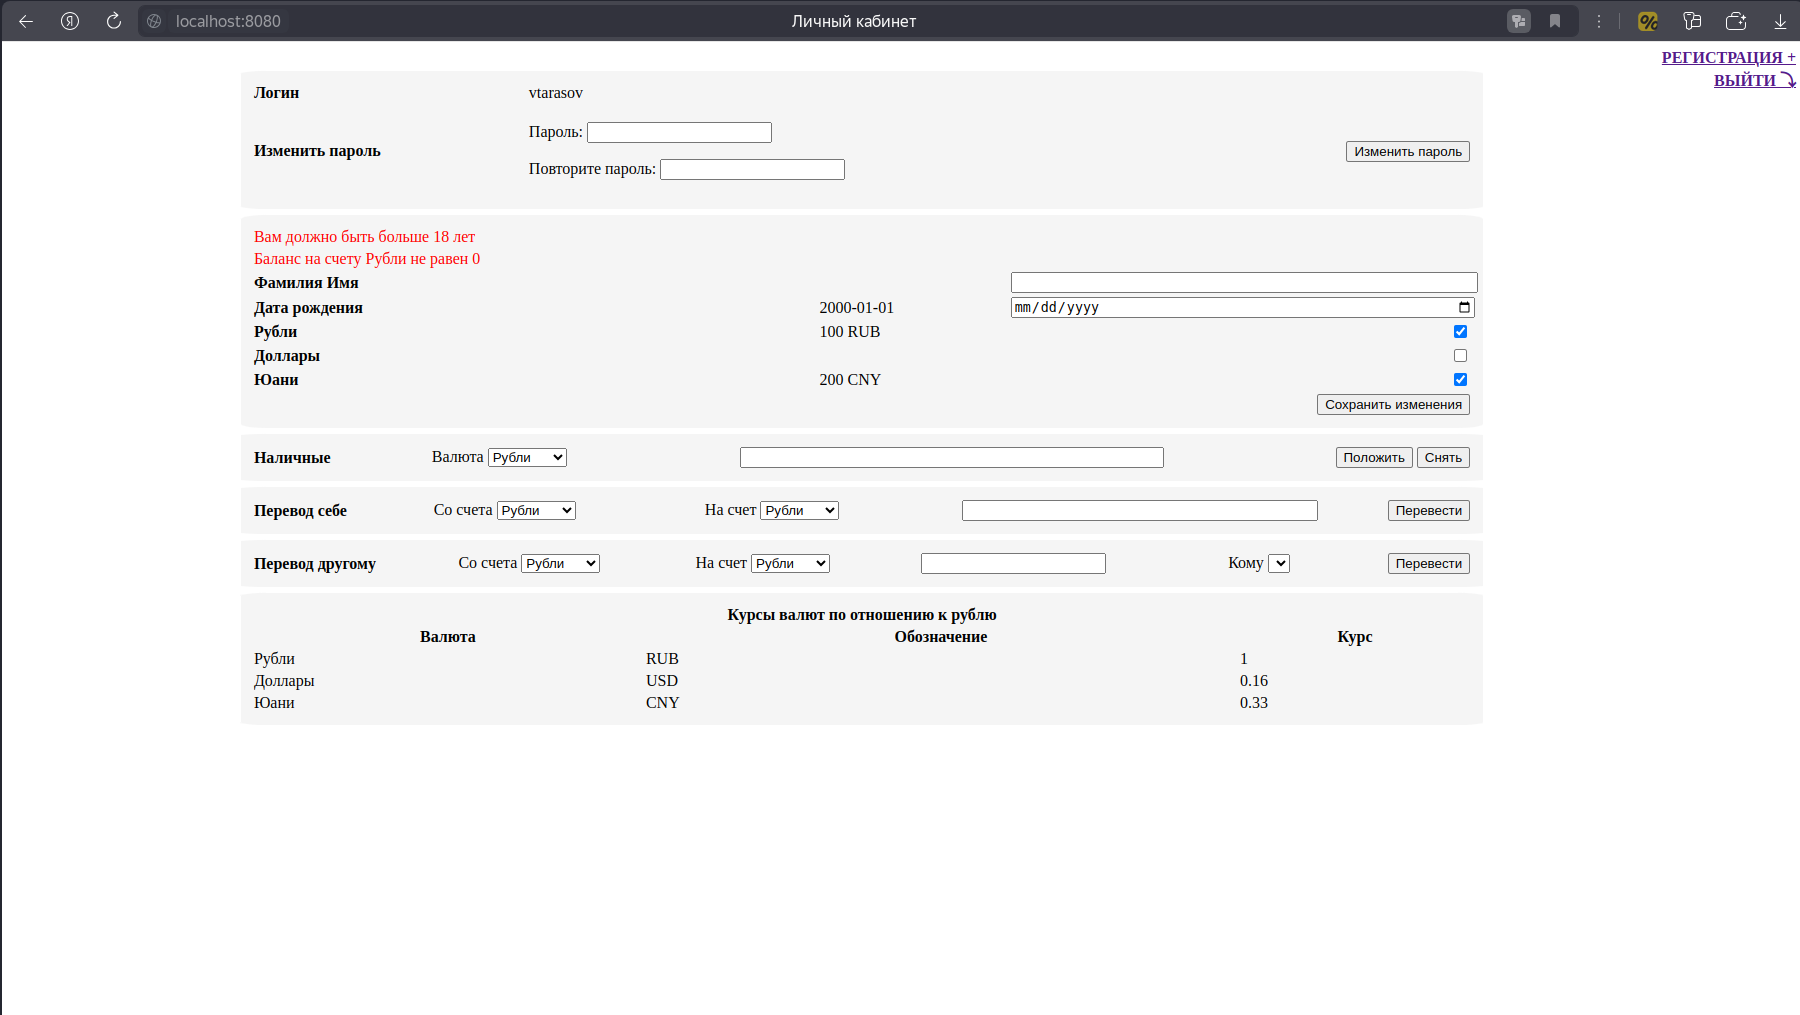 localhost:8080 Личный кабинет
РЕГИСТРАЦИЯ +
ВЫЙТИ ⤵
Логин vtarasov
Пароль:
Изменить пароль Изменить пароль
Повторите пароль:
Вам должно быть больше 18 лет
Баланс на счету Рубли не равен 0
Фамилия Имя
Дата рождения 2000-01-01 mm/dd/yyyy
Рубли 100 RUB
Доллары
Юани 200 CNY
Сохранить изменения
Наличные Валюта Рубли Положить Снять
Перевод себе Со счета Рубли На счет Рубли Перевести
Перевод другому Со счета Рубли На счет Рубли Кому Перевести
Курсы валют по отношению к рублю
Валюта Обозначение Курс
Рубли RUB 1
Доллары USD 0.16
Юани CNY 0.33